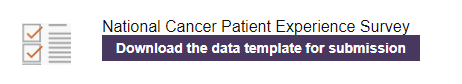 National Cancer Patient Experience Survey
Download the data template for submission